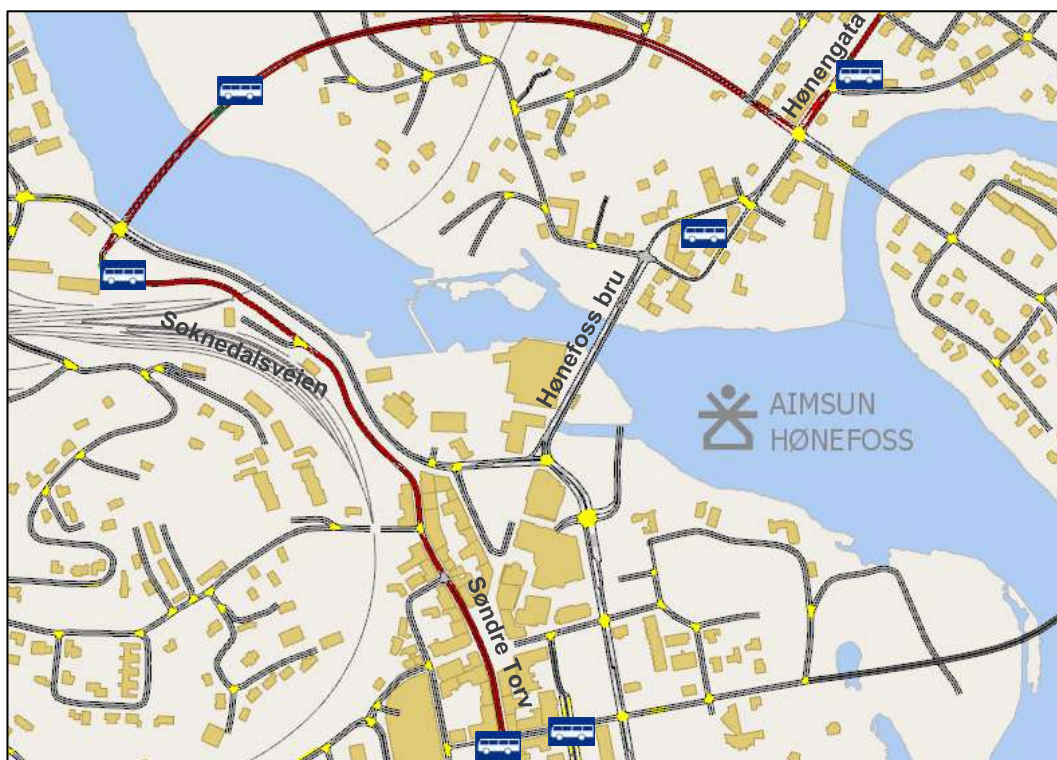 Hønengata
Hønefoss bru
Soknedalsveien
AIMSUN
HØNEFOSS
Søndre Torv